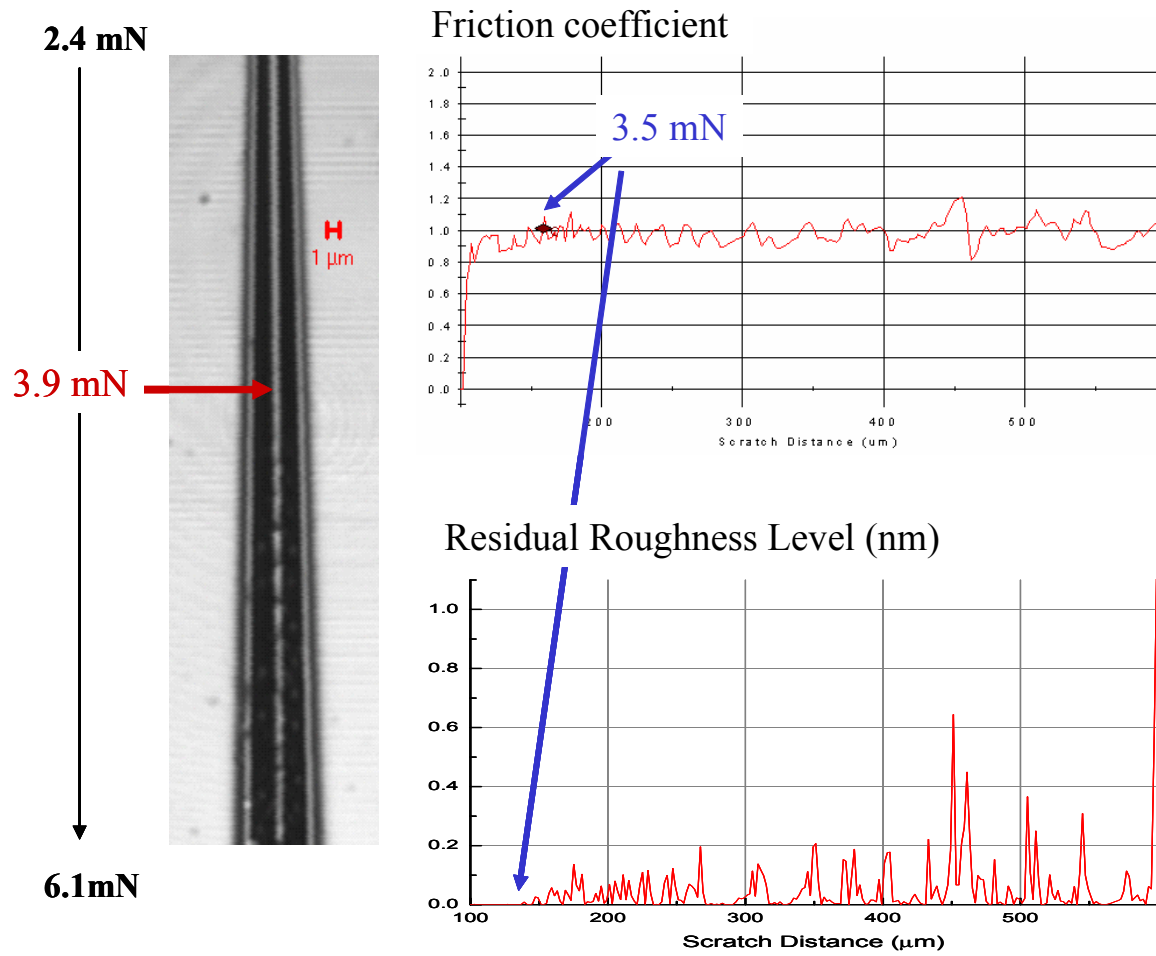 2.4 mN
H
1 μm
3.9 mN
6.1mN
Friction coefficient
3.5 mN
2.0
1.8
1.6
1.4
1.2
1.0
0.8
0.6
0.4
0.2
0.0
200 300 400 500
Scratch Distance (um)
Residual Roughness Level (nm)
1.0
0.8
0.6
0.4
0.2
0.0
100 200 300 400 500
Scratch Distance (μm)